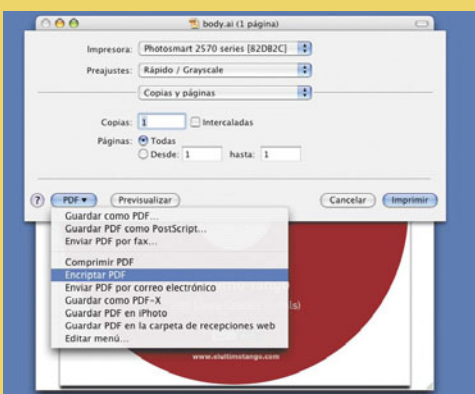 body.ai (1 página)
Impresora: Photosmart 2570 series [82DB2C]
Preajustes: Rápido / Grayscale
Copias y páginas
Copias: 1 Intercaladas
Páginas: Todas
Desde: 1 hasta: 1
? PDF Previsualizar Cancelar Imprimir
Guardar como PDF...
Guardar PDF como PostScript...
Enviar PDF por fax...
Comprimir PDF
Encriptar PDF
Enviar PDF por correo electrónico
Guardar como PDF-X
Guardar PDF en iPhoto
Guardar PDF en la carpeta de recepciones web
Editar menú...
www.elultimotango.com